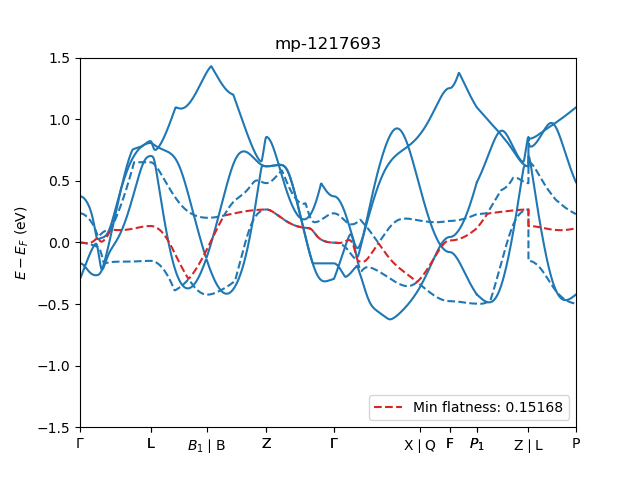 mp-1217693
E − E_F (eV)
1.5
1.0
0.5
0.0
−0.5
−1.0
−1.5
Min flatness: 0.15168
Γ L B₁ | B Z Γ X | Q F P₁ Z | L P